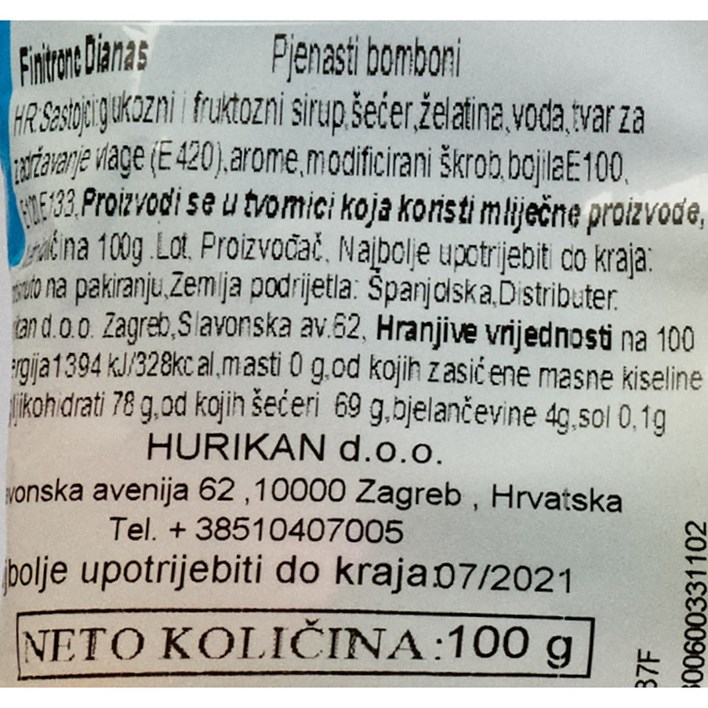 Finitronc Dianas Pjenasti bomboni
HR:Sastojci:glukozni i fruktozni sirup,šećer,želatina,voda,tvar za
zadržavanje vlage (E 420),arome,modificirani škrob,bojilaE100,
E133,Proizvodi se u tvornici koja koristi mliječne proizvode,
100g .Lot. Proizvođač, Najbolje upotrijebiti do kraja:
na pakiranju,Zemlja podrijetla: Španjolska,Distributer:
d.o.o. Zagreb,Slavonska av.62, Hranjive vrijednosti na 100
1394 kJ/328kcal,masti 0 g,od kojih zasićene masne kiseline
78 g,od kojih šećeri 69 g,bjelančevine 4g,sol 0,1g
HURIKAN d.o.o.
avenija 62 ,10000 Zagreb , Hrvatska
Tel. + 38510407005
upotrijebiti do kraja:07/2021
NETO KOLIČINA:100 g
37F
00600331102